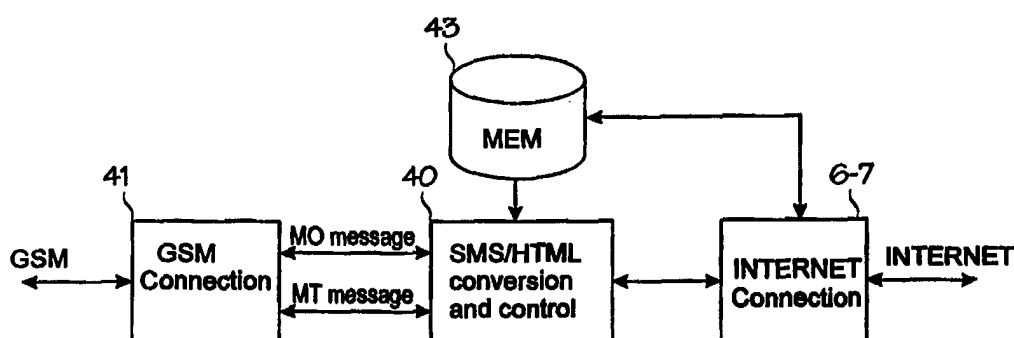 43
MEM
41
40
6-7
GSM
GSM
Connection
MO message
MT message
SMS/HTML
conversion
and control
INTERNET
Connection
INTERNET